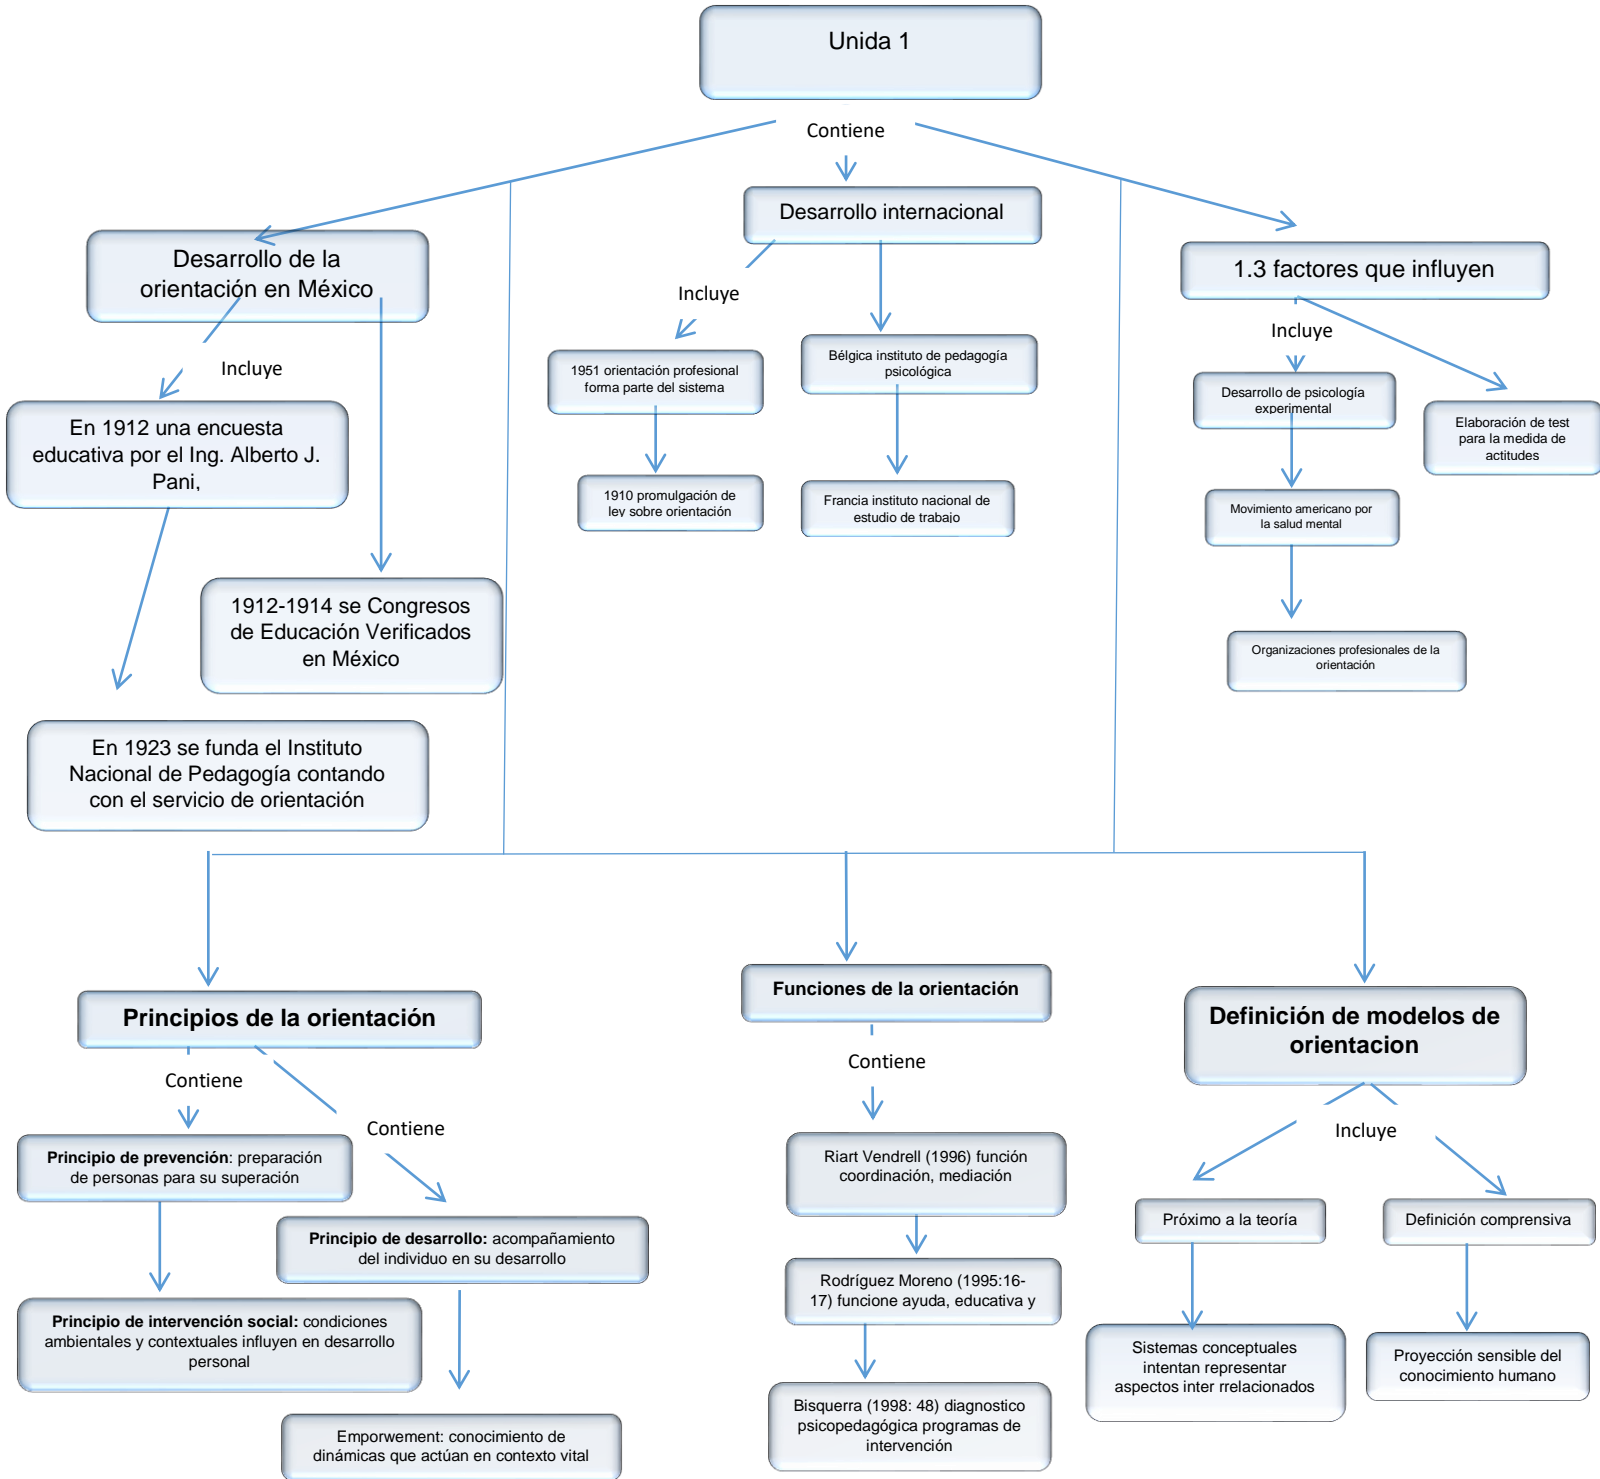 Unida 1
Contiene
Desarrollo de la
orientación en México
Incluye
En 1912 una encuesta
educativa por el Ing. Alberto J.
Pani,
1912-1914 se Congresos
de Educación Verificados
en México
En 1923 se funda el Instituto
Nacional de Pedagogía contando
con el servicio de orientación
Desarrollo internacional
Incluye
1951 orientación profesional
forma parte del sistema
1910 promulgación de
ley sobre orientación
Bélgica instituto de pedagogía
psicológica
Francia instituto nacional de
estudio de trabajo
1.3 factores que influyen
Incluye
Desarrollo de psicología
experimental
Movimiento americano por
la salud mental
Organizaciones profesionales de la
orientación
Elaboración de test
para la medida de
actitudes
Principios de la orientación
Contiene
Contiene
Principio de prevención: preparación
de personas para su superación
Principio de intervención social: condiciones
ambientales y contextuales influyen en desarrollo
personal
Principio de desarrollo: acompañamiento
del individuo en su desarrollo
Emporwement: conocimiento de
dinámicas que actúan en contexto vital
Funciones de la orientación
Contiene
Riart Vendrell (1996) función
coordinación, mediación
Rodríguez Moreno (1995:16-
17) funcione ayuda, educativa y
Bisquerra (1998: 48) diagnostico
psicopedagógica programas de
intervención
Definición de modelos de
orientacion
Incluye
Próximo a la teoría
Sistemas conceptuales
intentan representar
aspectos inter rrelacionados
Definición comprensiva
Proyección sensible del
conocimiento humano